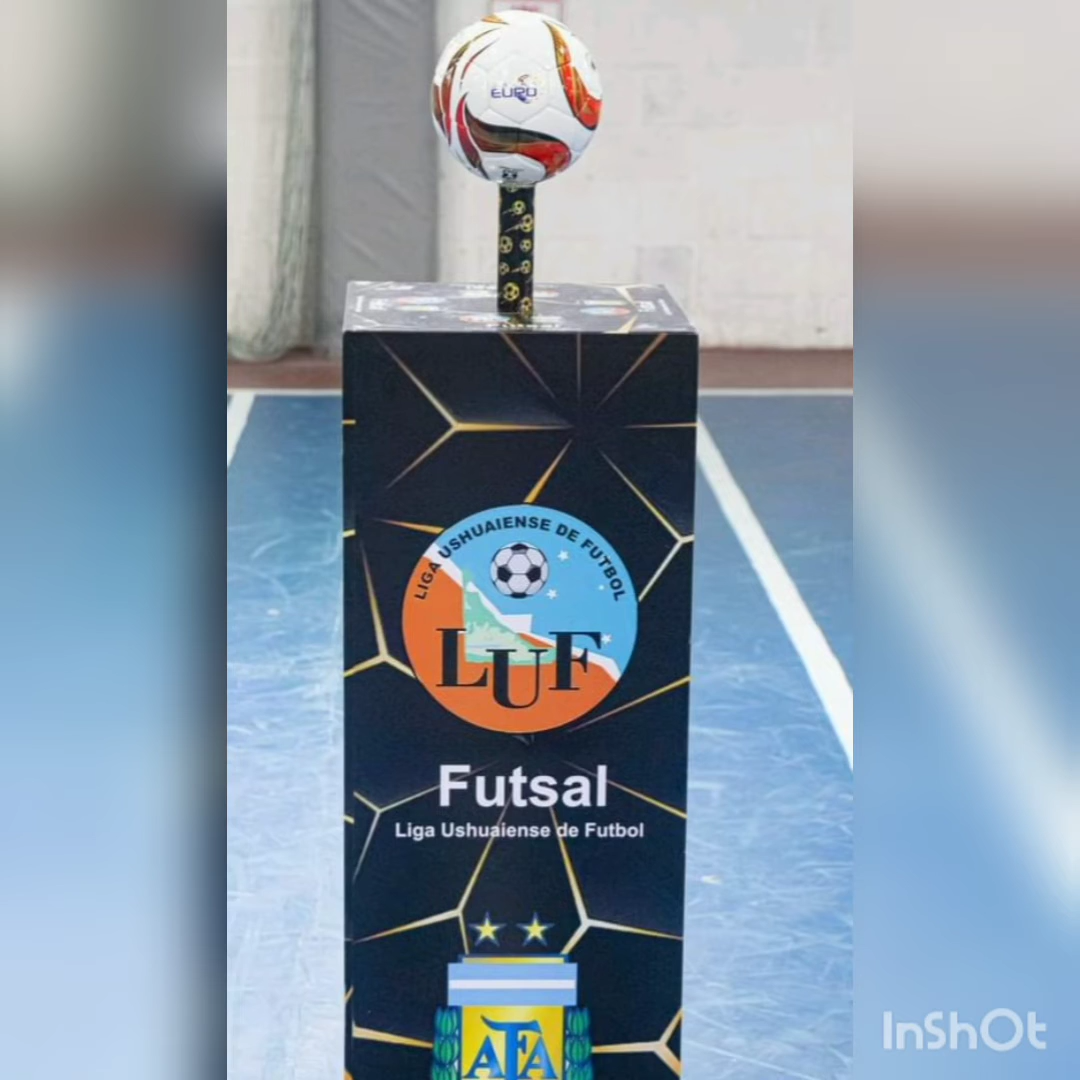 EURO
LIGA USHUAIENSE DE FUTBOL
LUF
Futsal
Liga Ushuaiense de Futbol
AFA
InShOt